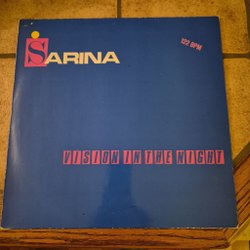 SARINA
122 BPM
VISION IN THE NIGHT